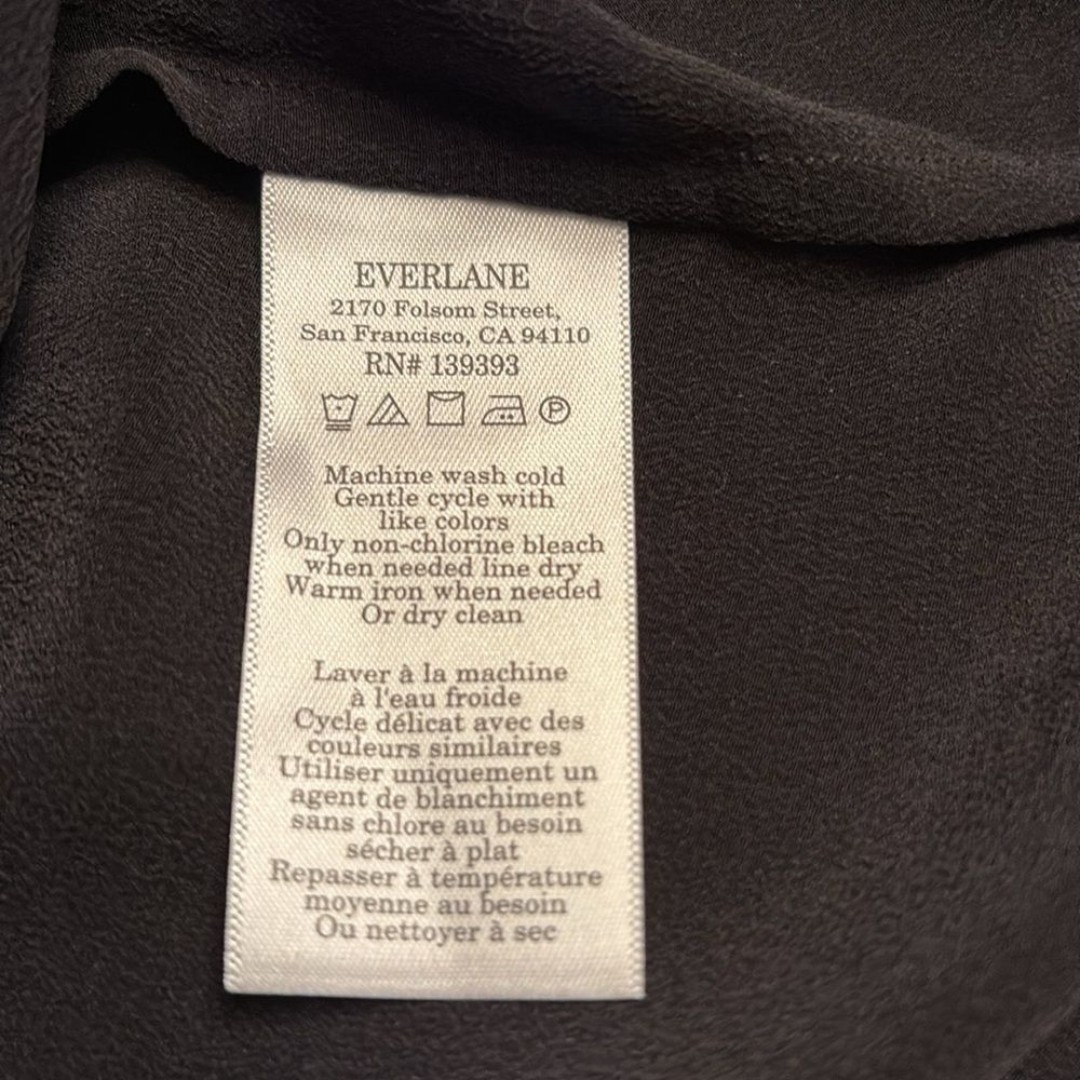 EVERLANE
2170 Folsom Street,
San Francisco, CA 94110
RN# 139393
P
Machine wash cold
Gentle cycle with
like colors
Only non-chlorine bleach
when needed line dry
Warm iron when needed
Or dry clean
Laver à la machine
à l'eau froide
Cycle délicat avec des
couleurs similaires
Utiliser uniquement un
agent de blanchiment
sans chlore au besoin
sécher à plat
Repasser à température
moyenne au besoin
Ou nettoyer à sec